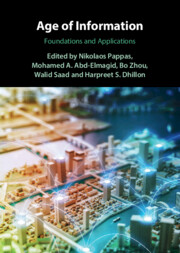 Age of Information
Foundations and Applications
Edited by Nikolaos Pappas,
Mohamed A. Abd-Elmagid, Bo Zhou,
Walid Saad and Harpreet S. Dhillon